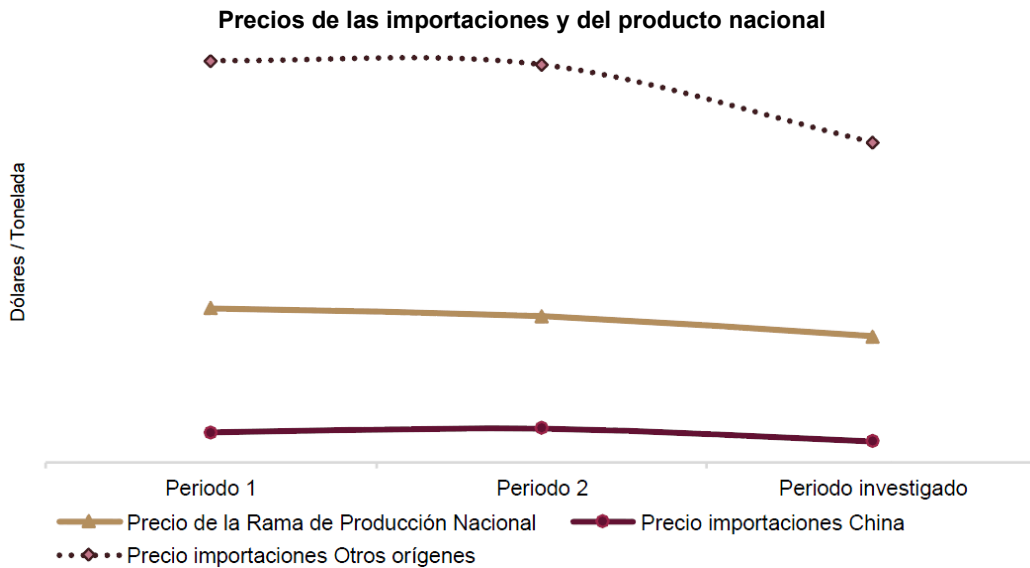 Precios de las importaciones y del producto nacional
Dólares / Tonelada
Periodo 1
Periodo 2
Periodo investigado
Precio de la Rama de Producción Nacional
Precio importaciones China
Precio importaciones Otros orígenes